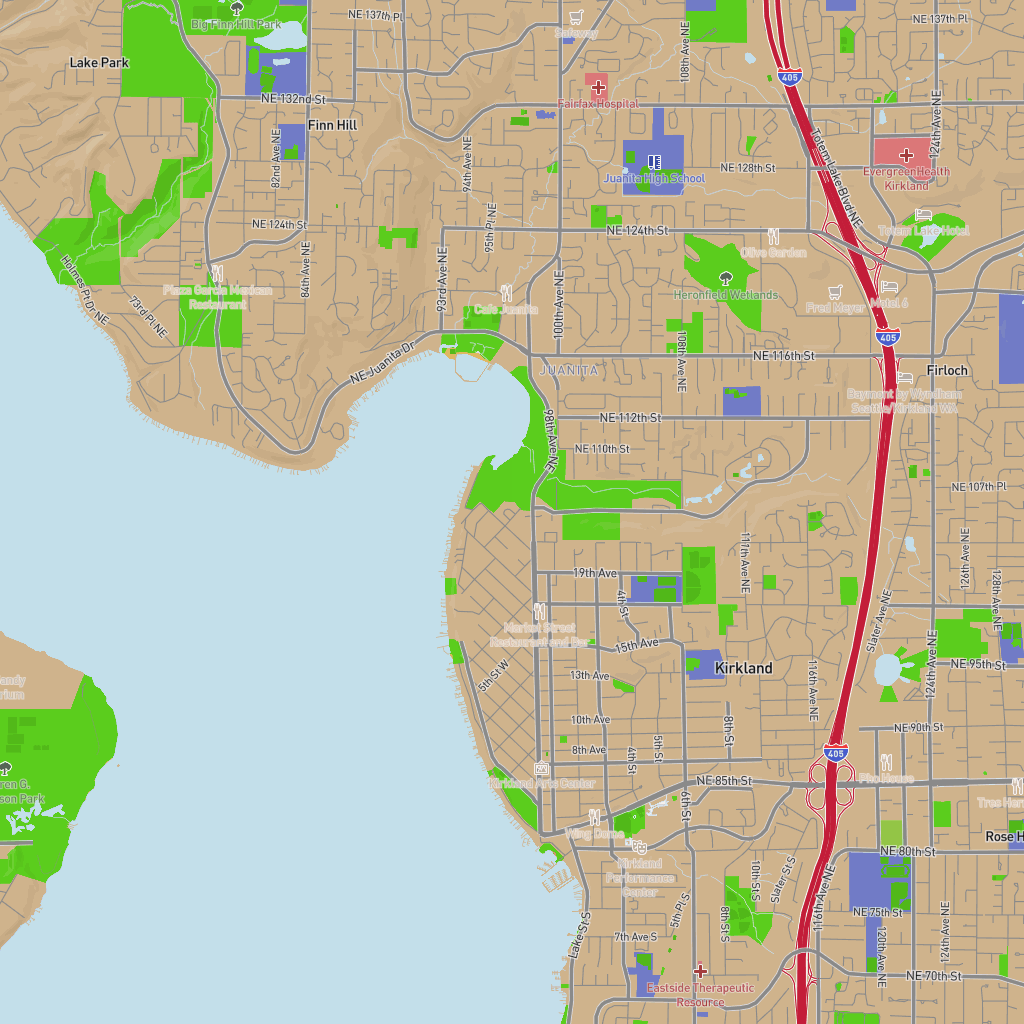 NE 137th Pl
NE 137th Pl
Big Finn Hill Park
Safeway
108th Ave NE
Lake Park
405
NE 132nd St
Fairfax Hospital
124th Ave NE
Finn Hill
82nd Ave NE
94th Ave NE
Totem Lake Blvd NE
Juanita High School
NE 128th St
EvergreenHealth
Kirkland
NE 124th St
95th Pl NE
NE 124th St
Totem Lake Hotel
Olive Garden
Holmes Pt Dr NE
84th Ave NE
93rd Ave NE
100th Ave NE
Plaza Garcia Mexican
Restaurant
73rd Pl NE
Heronfield Wetlands
Cafe Juanita
Fred Meyer
Motel 6
405
NE Juanita Dr
NE 116th St
108th Ave NE
JUANITA
Firloch
Baymont by Wyndham
Seattle/Kirkland WA
NE 112th St
98th Ave NE
NE 110th St
NE 107th Pl
111th Ave NE
126th Ave NE
19th Ave
128th Ave NE
4th St
Slater Ave NE
Market Street
Restaurant and Bar
15th Ave
124th Ave NE
NE 95th St
5th St W
13th Ave
Kirkland
116th Ave NE
10th Ave
8th St
NE 90th St
8th Ave
4th St
5th St
405
Kirkland Arts Center
NE 85th St
Pho House
6th St
Wing Dome
Rose H
NE 80th St
Kirkland
Performance
Center
10th St S
Slater St S
116th Ave NE
5th Pl S
8th St S
NE 75th St
120th Ave NE
124th Ave NE
7th Ave S
Lake St S
NE 70th St
Eastside Therapeutic
Resource